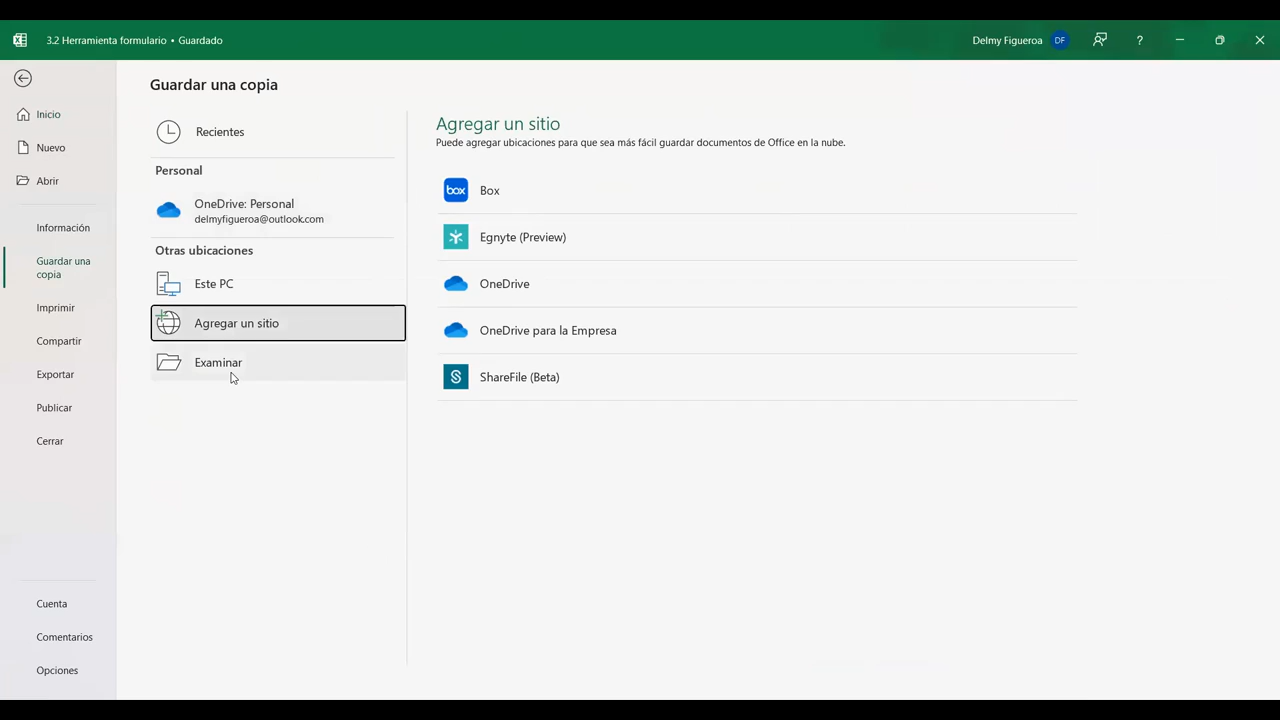 3.2 Herramienta formulario • Guardado
Delmy Figueroa
DF
?
Guardar una copia
Inicio
Nuevo
Abrir
Información
Guardar una
copia
Imprimir
Compartir
Exportar
Publicar
Cerrar
Cuenta
Comentarios
Opciones
Recientes
Personal
OneDrive: Personal
delmyfigueroa@outlook.com
Otras ubicaciones
Este PC
Agregar un sitio
Examinar
Agregar un sitio
Puede agregar ubicaciones para que sea más fácil guardar documentos de Office en la nube.
box
Box
Egnyte (Preview)
OneDrive
OneDrive para la Empresa
S
ShareFile (Beta)